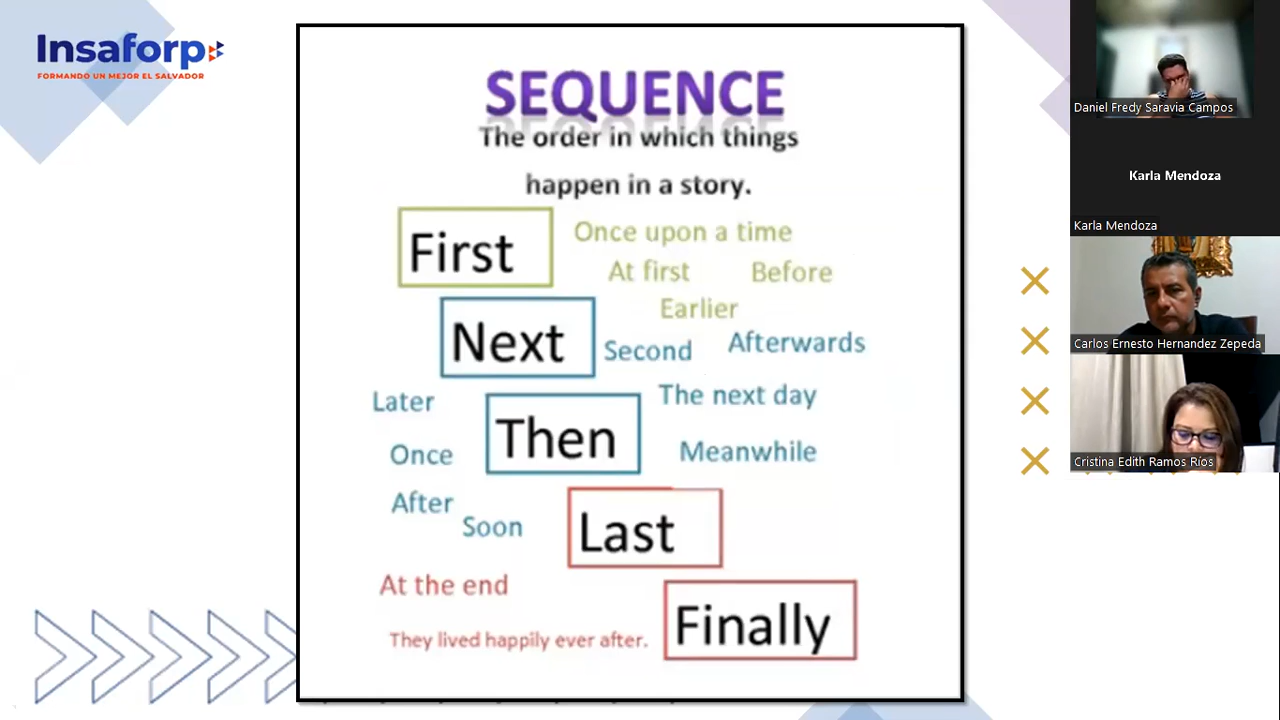 Insaforp
FORMANDO UN MEJOR EL SALVADOR
SEQUENCE
The order in which things
happen in a story.
First
Once upon a time
At first
Before
Earlier
Next
Second
Afterwards
Later
Then
The next day
Once
Meanwhile
After
Soon
Last
At the end
Finally
They lived happily ever after.
Daniel Fredy Saravia Campos
Karla Mendoza
Karla Mendoza
Carlos Ernesto Hernandez Zepeda
Cristina Edith Ramos Ríos